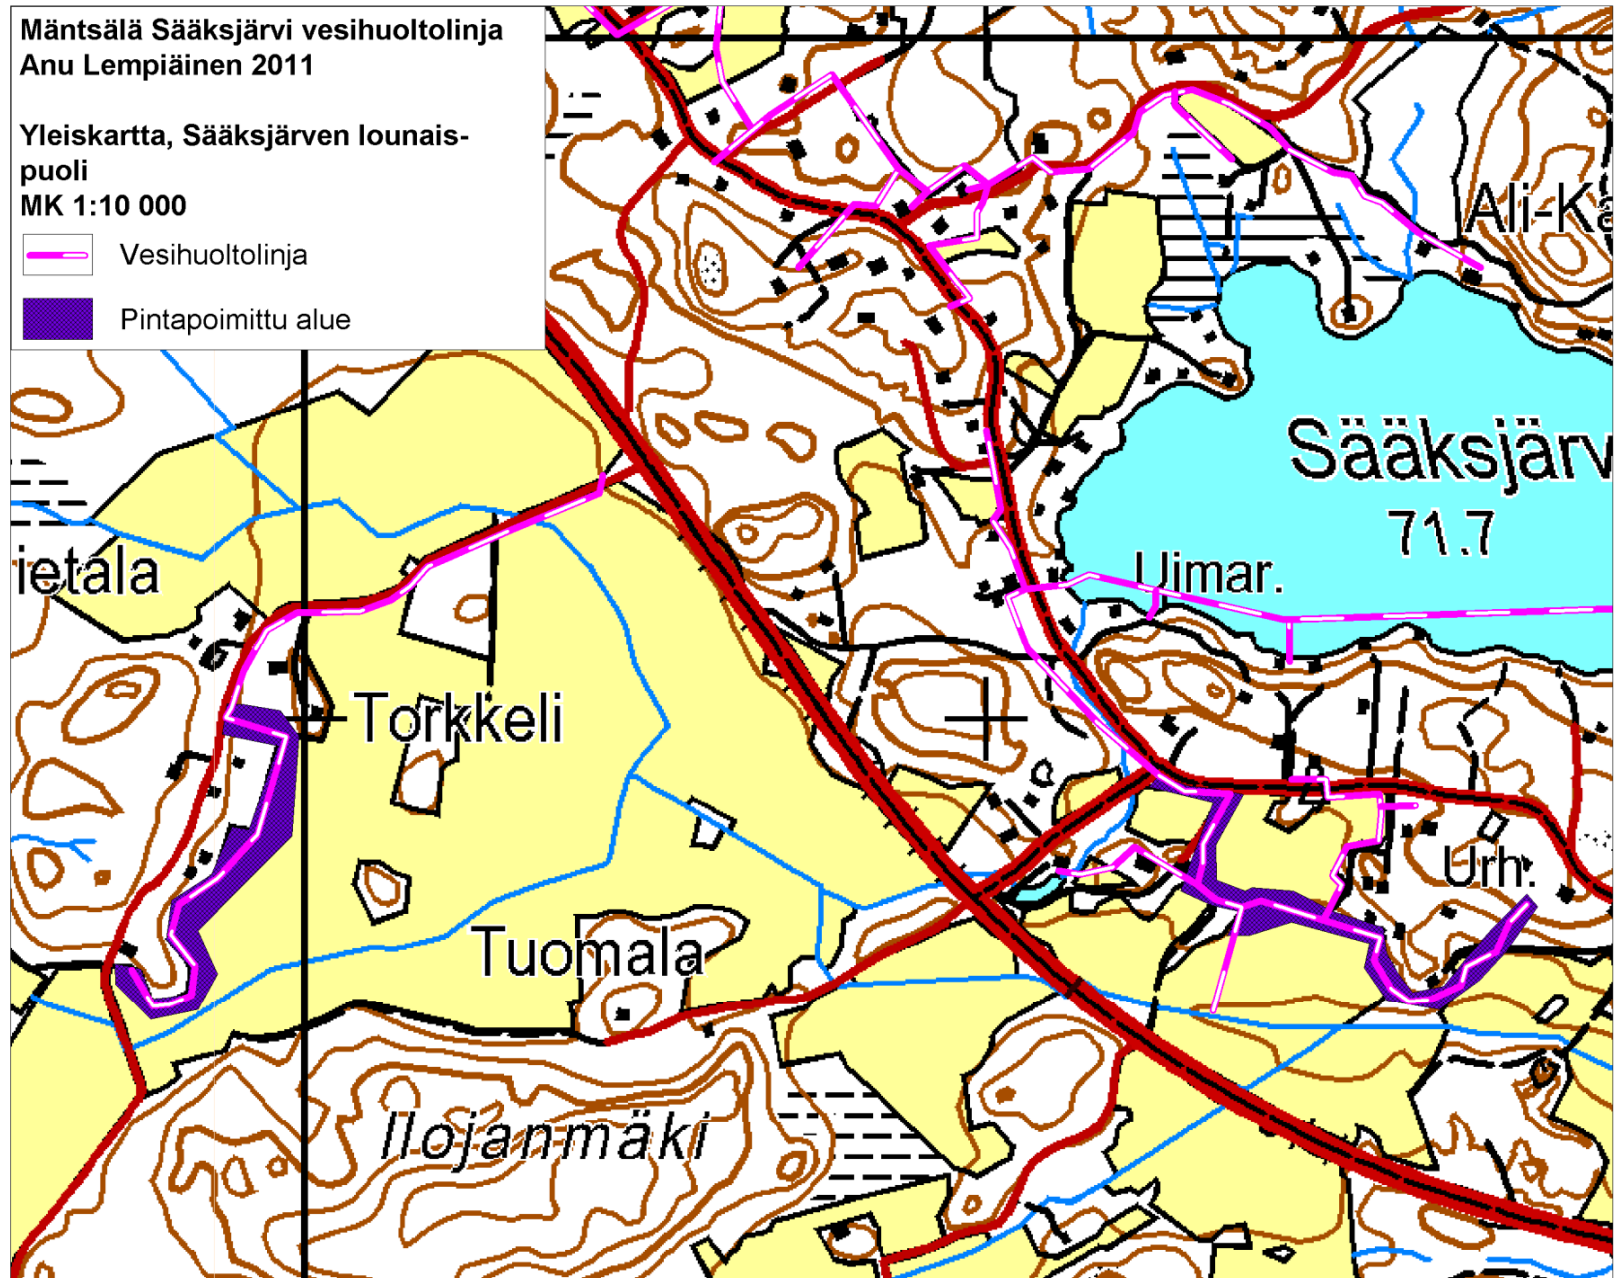 Mäntsälä Sääksjärvi vesihuoltolinja
Anu Lempiäinen 2011
Yleiskartta, Sääksjärven lounais-
puoli
MK 1:10 000
Vesihuoltolinja
Pintapoimittu alue
Ali-Ka
Sääksjärv
71.7
Uimar.
ietala
Torkkeli
Urh.
Tuomala
Ilojanmäki